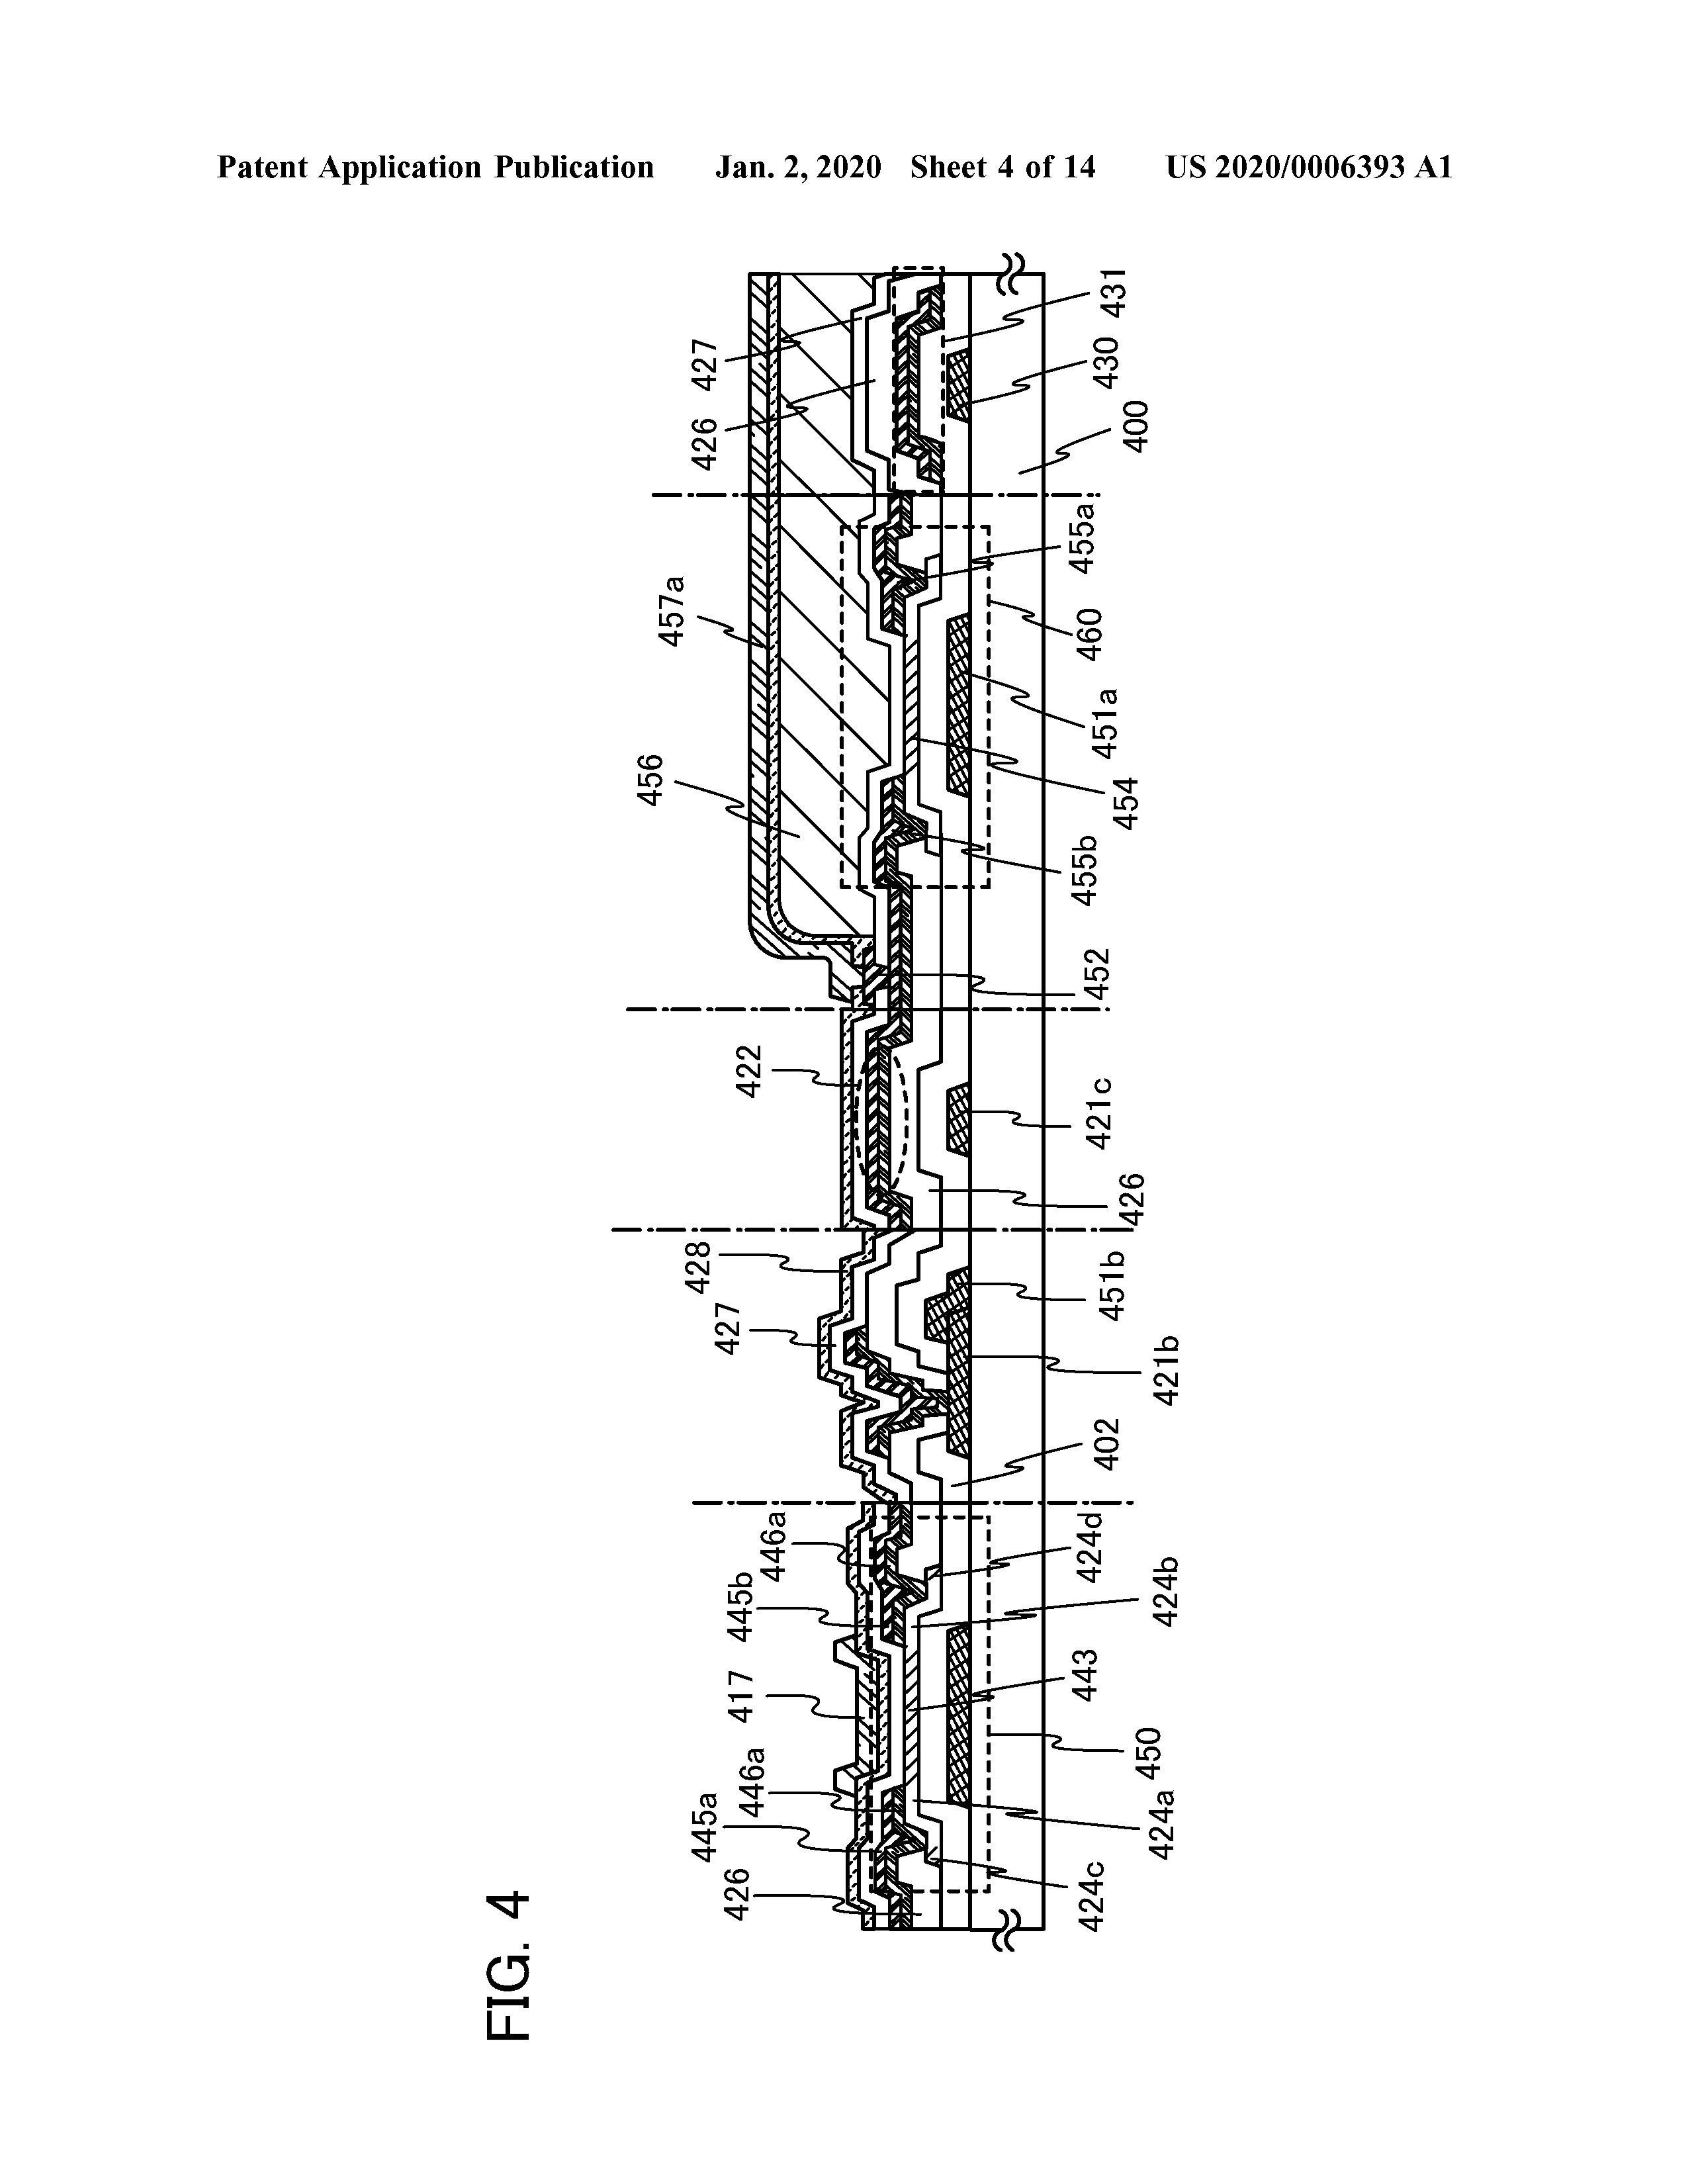 Patent Application Publication Jan. 2, 2020 Sheet 4 of 14 US 2020/0006393 A1
FIG. 4
426
445a
446a
417
445b
446a
427
428
422
456
457a
426
427
424c
424a
450
443
424b
424d
402
421b
451b
426
421c
452
455b
454
451a
460
455a
400
430
431